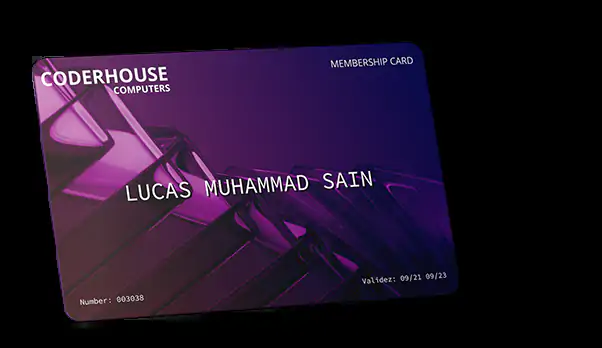 CODERHOUSE
COMPUTERS
MEMBERSHIP CARD
LUCAS MUHAMMAD SAIN
Validez: 09/21 09/23
Number: 003038